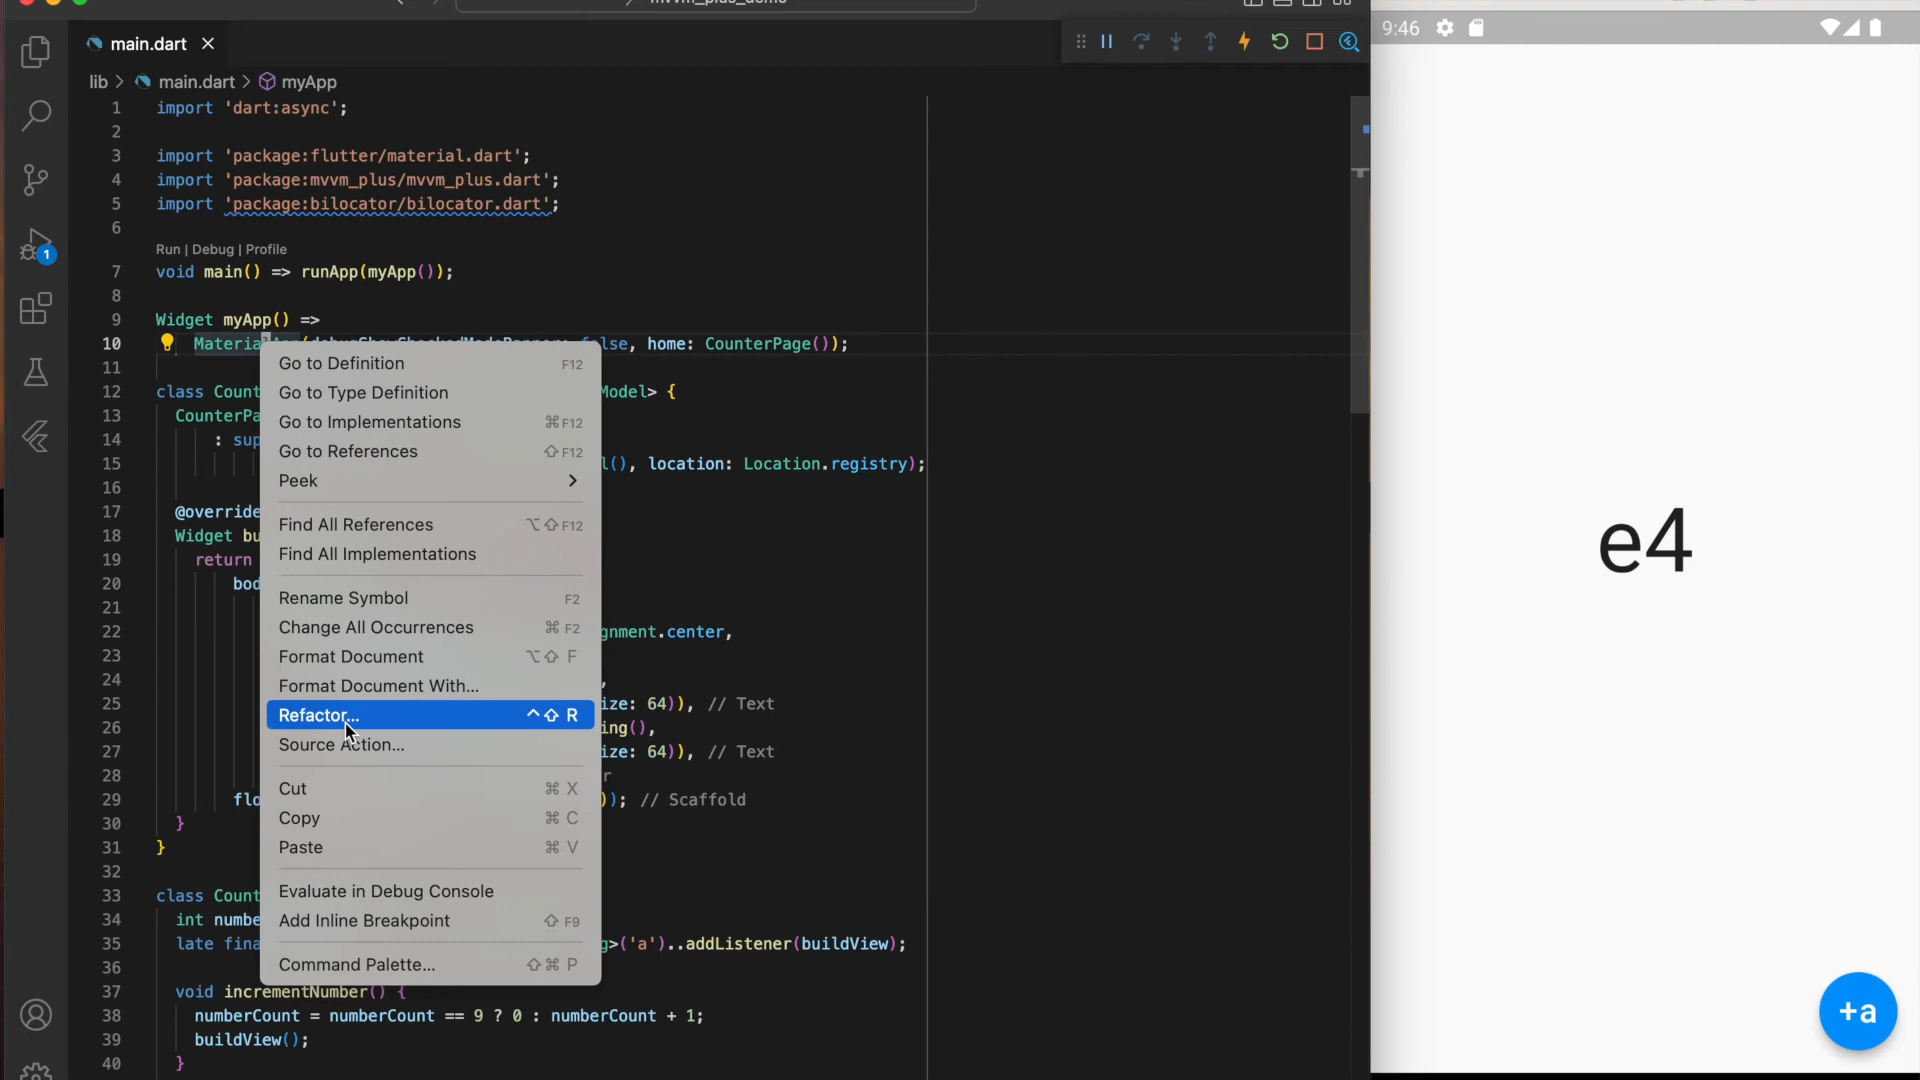 mvvm_plus_demo
main.dart
lib > main.dart > myApp
1 import 'dart:async';
2
3 import 'package:flutter/material.dart';
4 import 'package:mvvm_plus/mvvm_plus.dart';
5 import 'package:bilocator/bilocator.dart';
6
Run | Debug | Profile
7 void main() => runApp(myApp());
8
9 Widget myApp() =>
10 Materia lse, home: CounterPage());
11
12 class Count Model> {
13 CounterPa
14 : sup
15 l(), location: Location.registry);
16
17 @override
18 Widget bu
19 return
20 bod
21
22 gnment.center,
23
24 ,
25 ize: 64)), // Text
26 ing(),
27 ize: 64)), // Text
28 r
29 flo )); // Scaffold
30 }
31 }
32
33 class Count
34 int numbe
35 late fina g>('a')..addListener(buildView);
36
37 void incrementNumber() {
38 numberCount = numberCount == 9 ? 0 : numberCount + 1;
39 buildView();
40 }
Go to Definition F12
Go to Type Definition
Go to Implementations ⌘F12
Go to References ⇧F12
Peek >
Find All References ⌥⇧F12
Find All Implementations
Rename Symbol F2
Change All Occurrences ⌘F2
Format Document ⌥⇧ F
Format Document With...
Refactor... ^⇧ R
Source Action...
Cut ⌘ X
Copy ⌘ C
Paste ⌘ V
Evaluate in Debug Console
Add Inline Breakpoint ⇧ F9
Command Palette... ⇧⌘ P
1
9:46
e4
+a